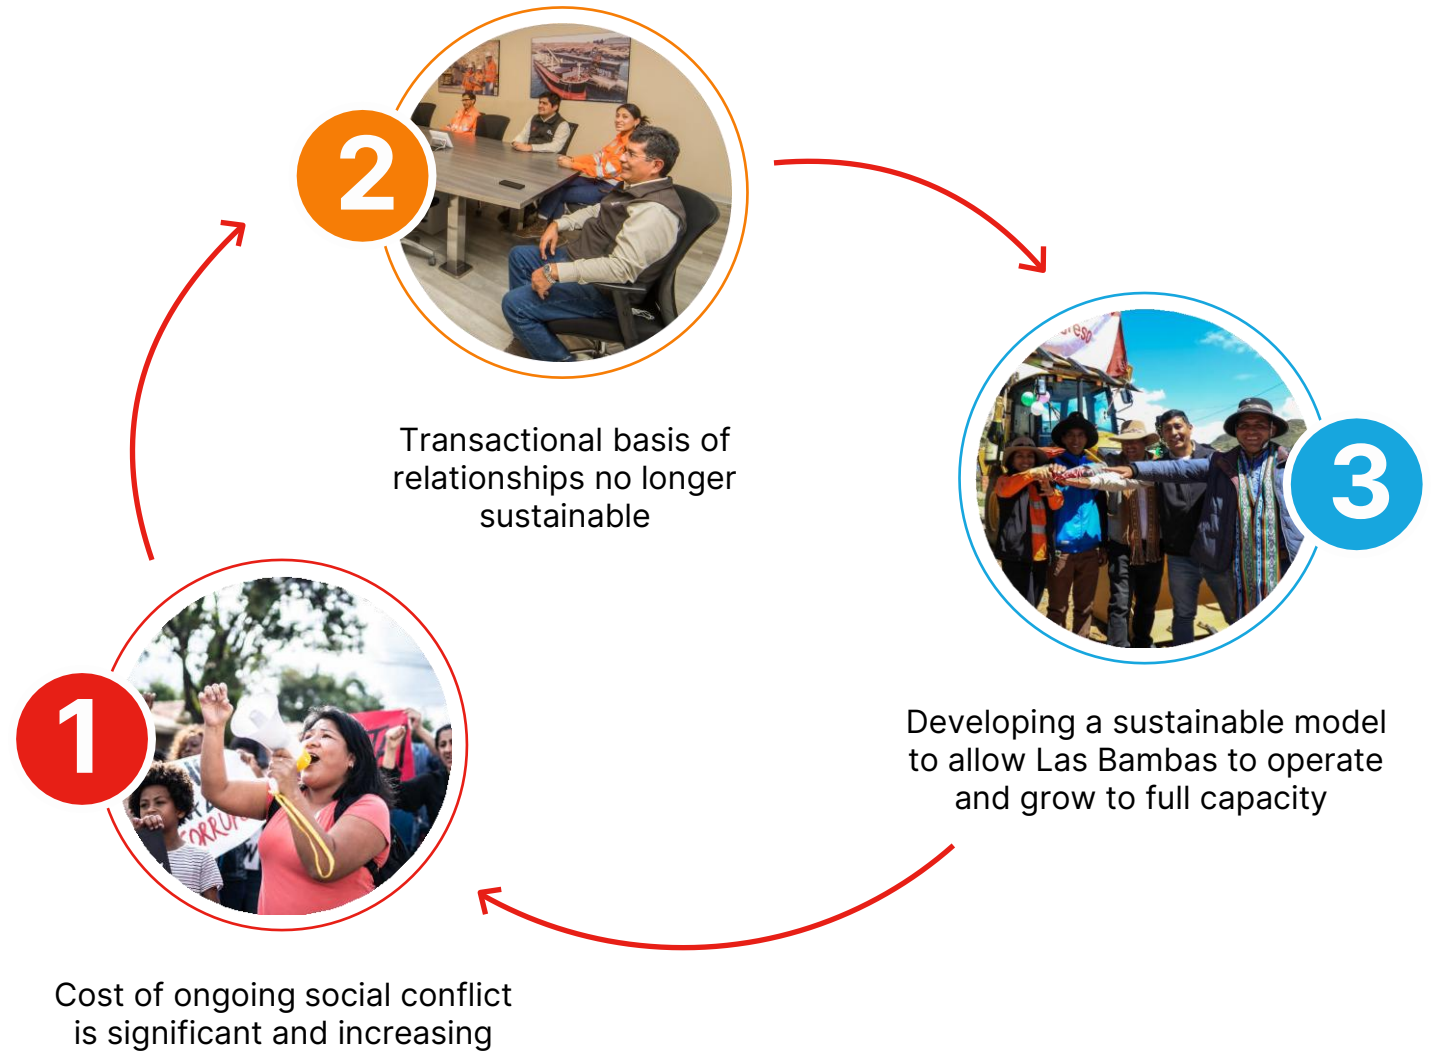 1
Cost of ongoing social conflict
is significant and increasing
2
Transactional basis of
relationships no longer
sustainable
3
Developing a sustainable model
to allow Las Bambas to operate
and grow to full capacity